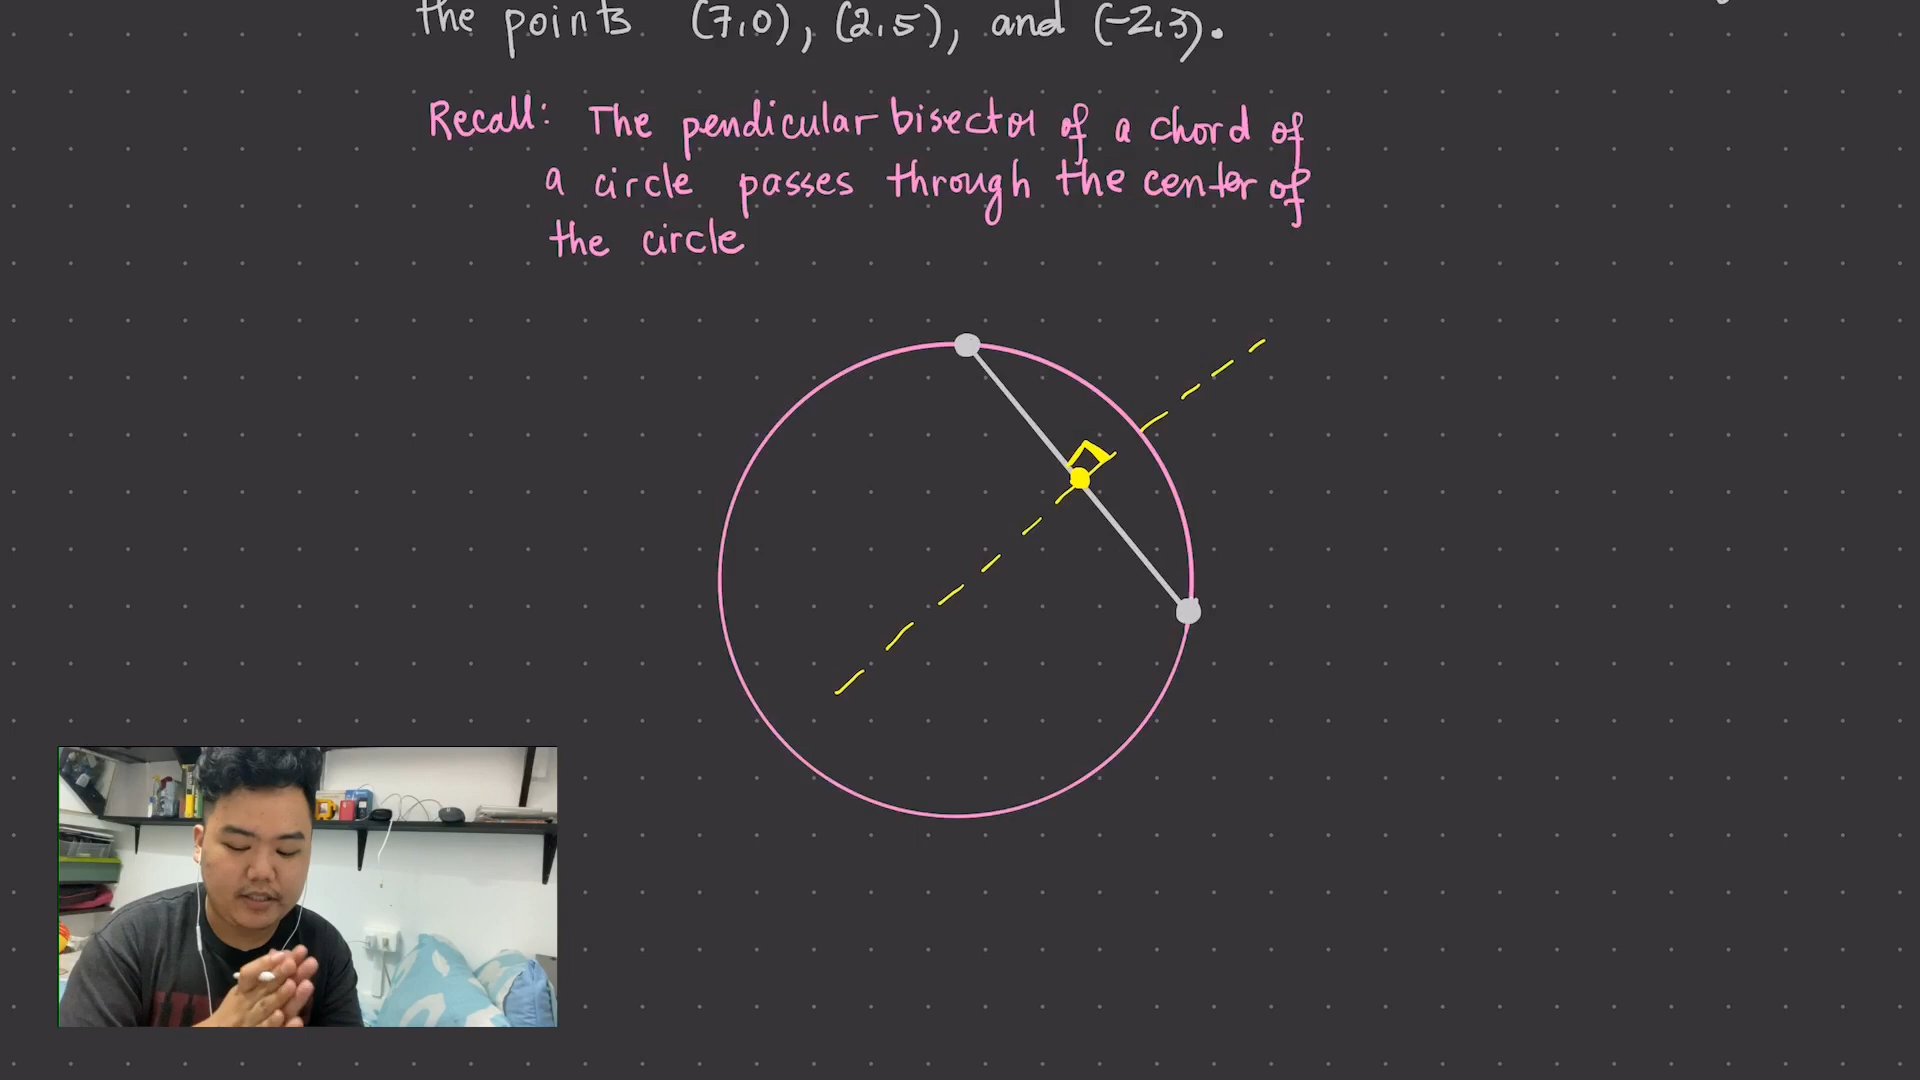 the points (7,0), (2,5), and (-2,3).
Recall: The pendicular bisector of a chord of
a circle passes through the center of
the circle